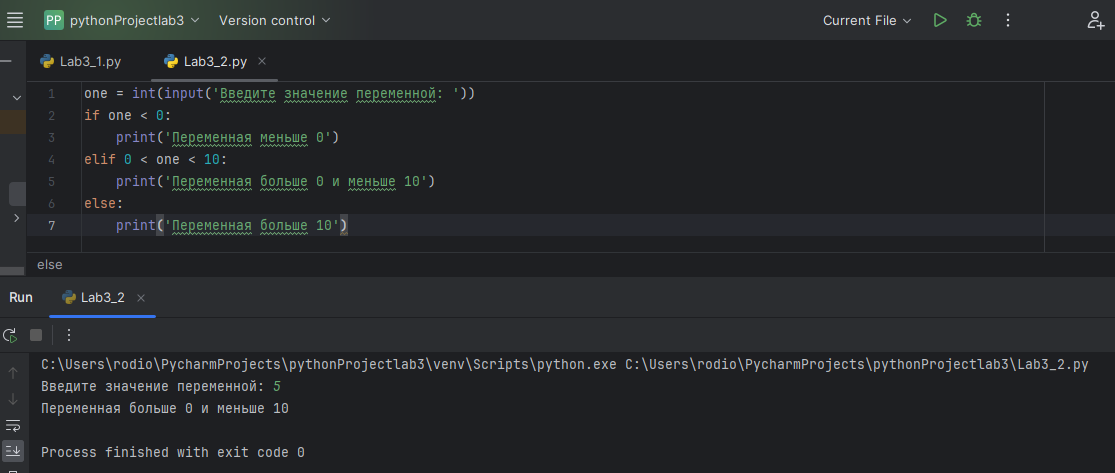 PP pythonProjectlab3 Version control Current File
Lab3_1.py Lab3_2.py
1 one = int(input('Введите значение переменной: '))
2 if one < 0:
3 print('Переменная меньше 0')
4 elif 0 < one < 10:
5 print('Переменная больше 0 и меньше 10')
6 else:
7 print('Переменная больше 10')
else
Run Lab3_2
C:\Users\rodio\PycharmProjects\pythonProjectlab3\venv\Scripts\python.exe C:\Users\rodio\PycharmProjects\pythonProjectlab3\Lab3_2.py
Введите значение переменной: 5
Переменная больше 0 и меньше 10
Process finished with exit code 0